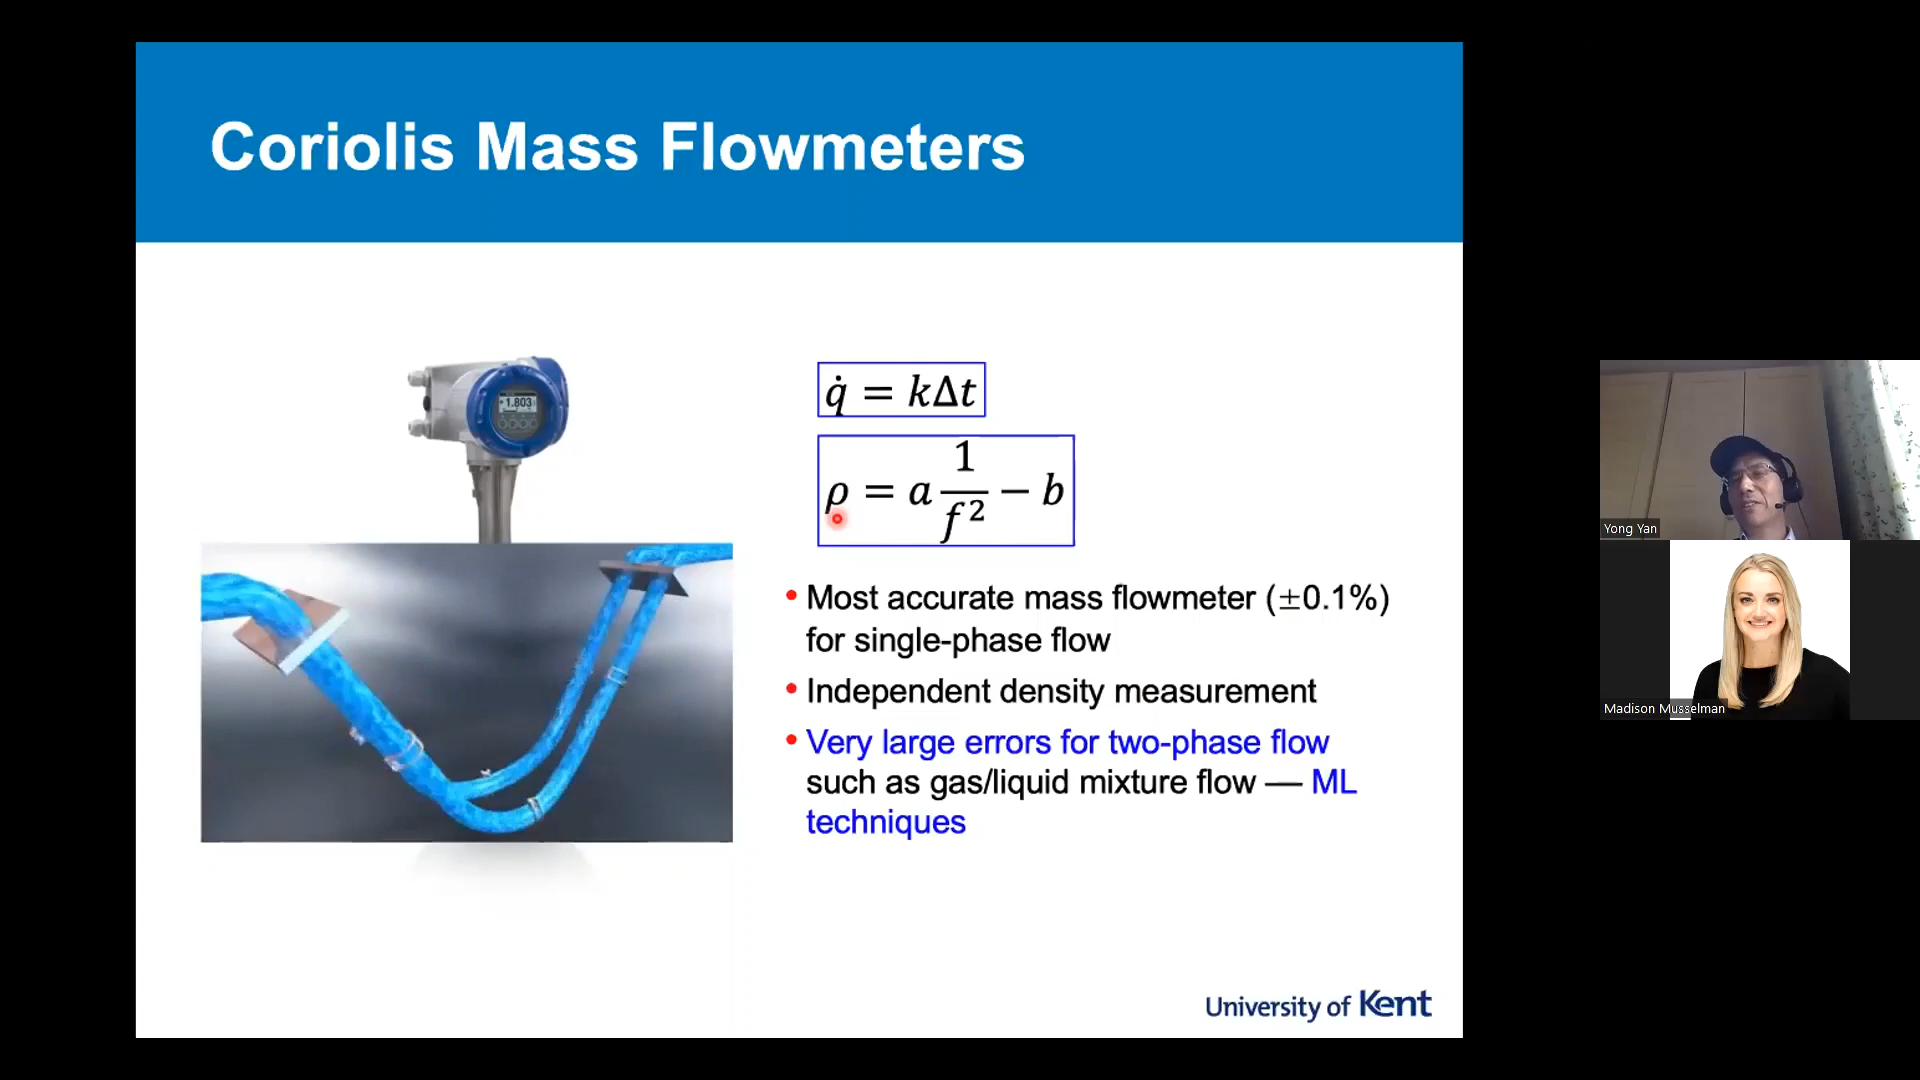 Coriolis Mass Flowmeters
1.803
q̇ = kΔt
ρ = a 1/f² − b
• Most accurate mass flowmeter (±0.1%)
for single-phase flow
• Independent density measurement
• Very large errors for two-phase flow
such as gas/liquid mixture flow — ML
techniques
University of Kent
Yong Yan
Madison Musselman